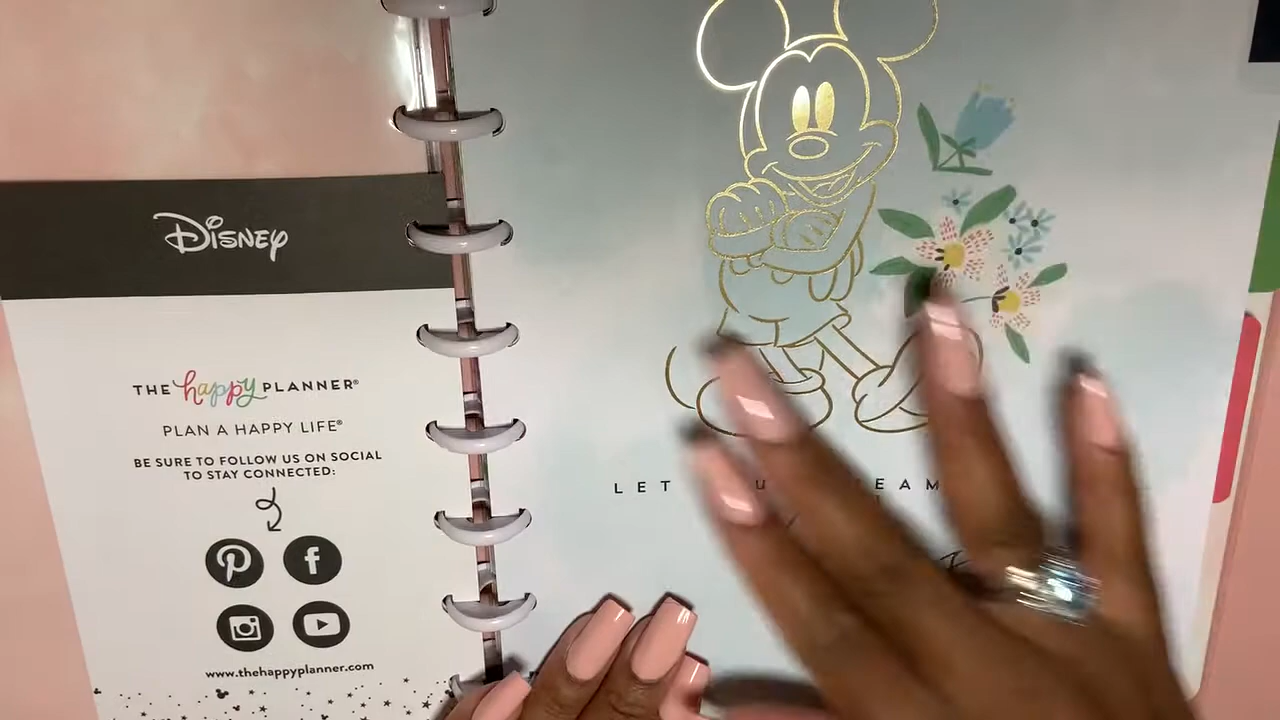 Disney
THE happy PLANNER®
PLAN A HAPPY LIFE®
BE SURE TO FOLLOW US ON SOCIAL
TO STAY CONNECTED:
www.thehappyplanner.com
LET